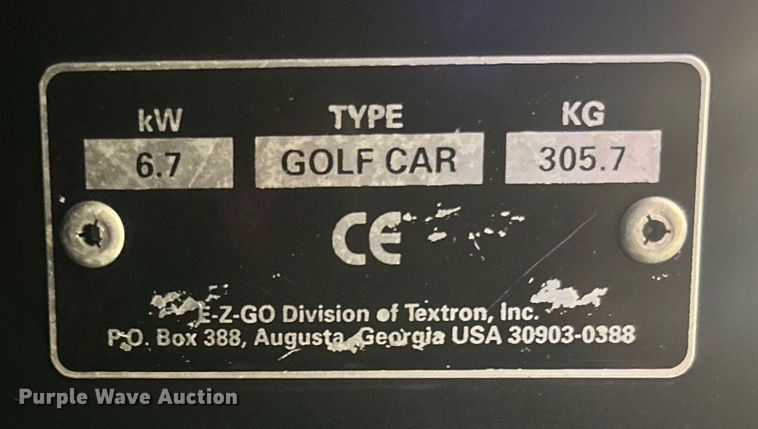 kW TYPE KG
6.7 GOLF CAR 305.7
CE
E-Z-GO Division of Textron, Inc.
P.O. Box 388, Augusta, Georgia USA 30903-0388
Purple Wave Auction